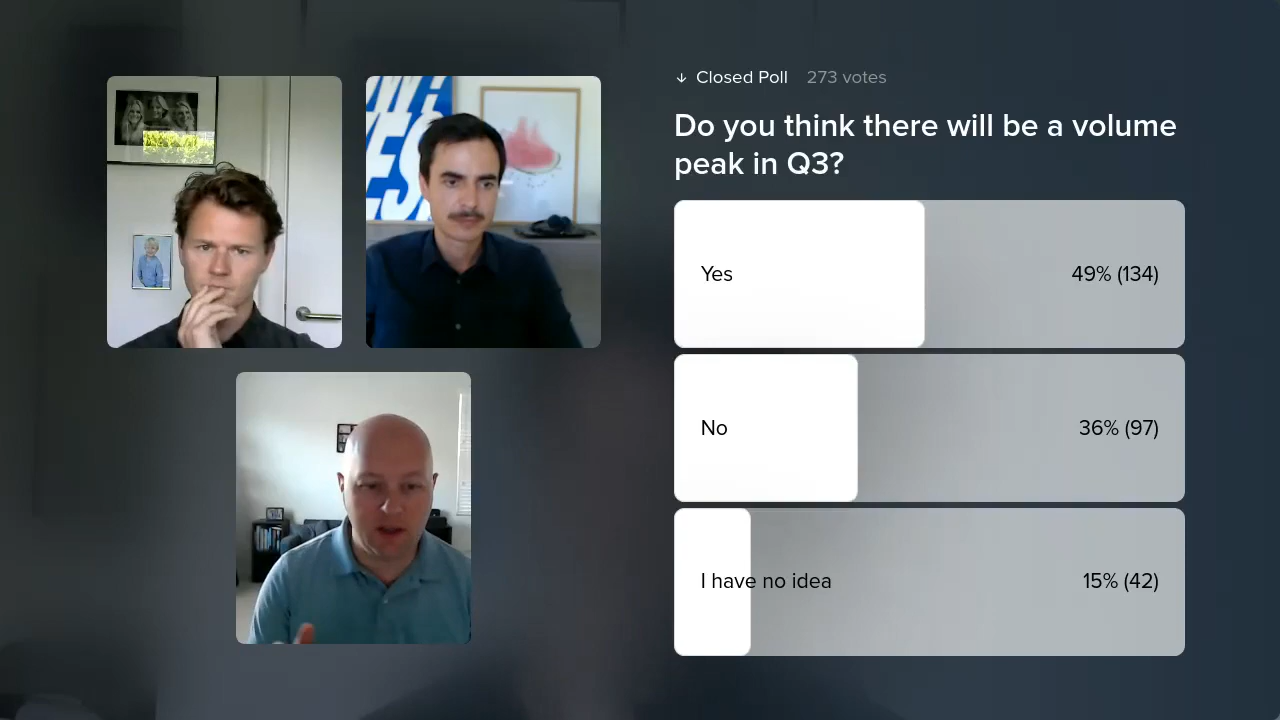 ↓ Closed Poll 273 votes
Do you think there will be a volume
peak in Q3?
Yes 49% (134)
No 36% (97)
I have no idea 15% (42)